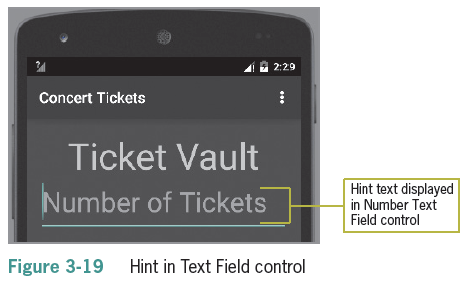 2:29
Concert Tickets
Ticket Vault
Number of Tickets
Hint text displayed
in Number Text
Field control
Figure 3-19 Hint in Text Field control